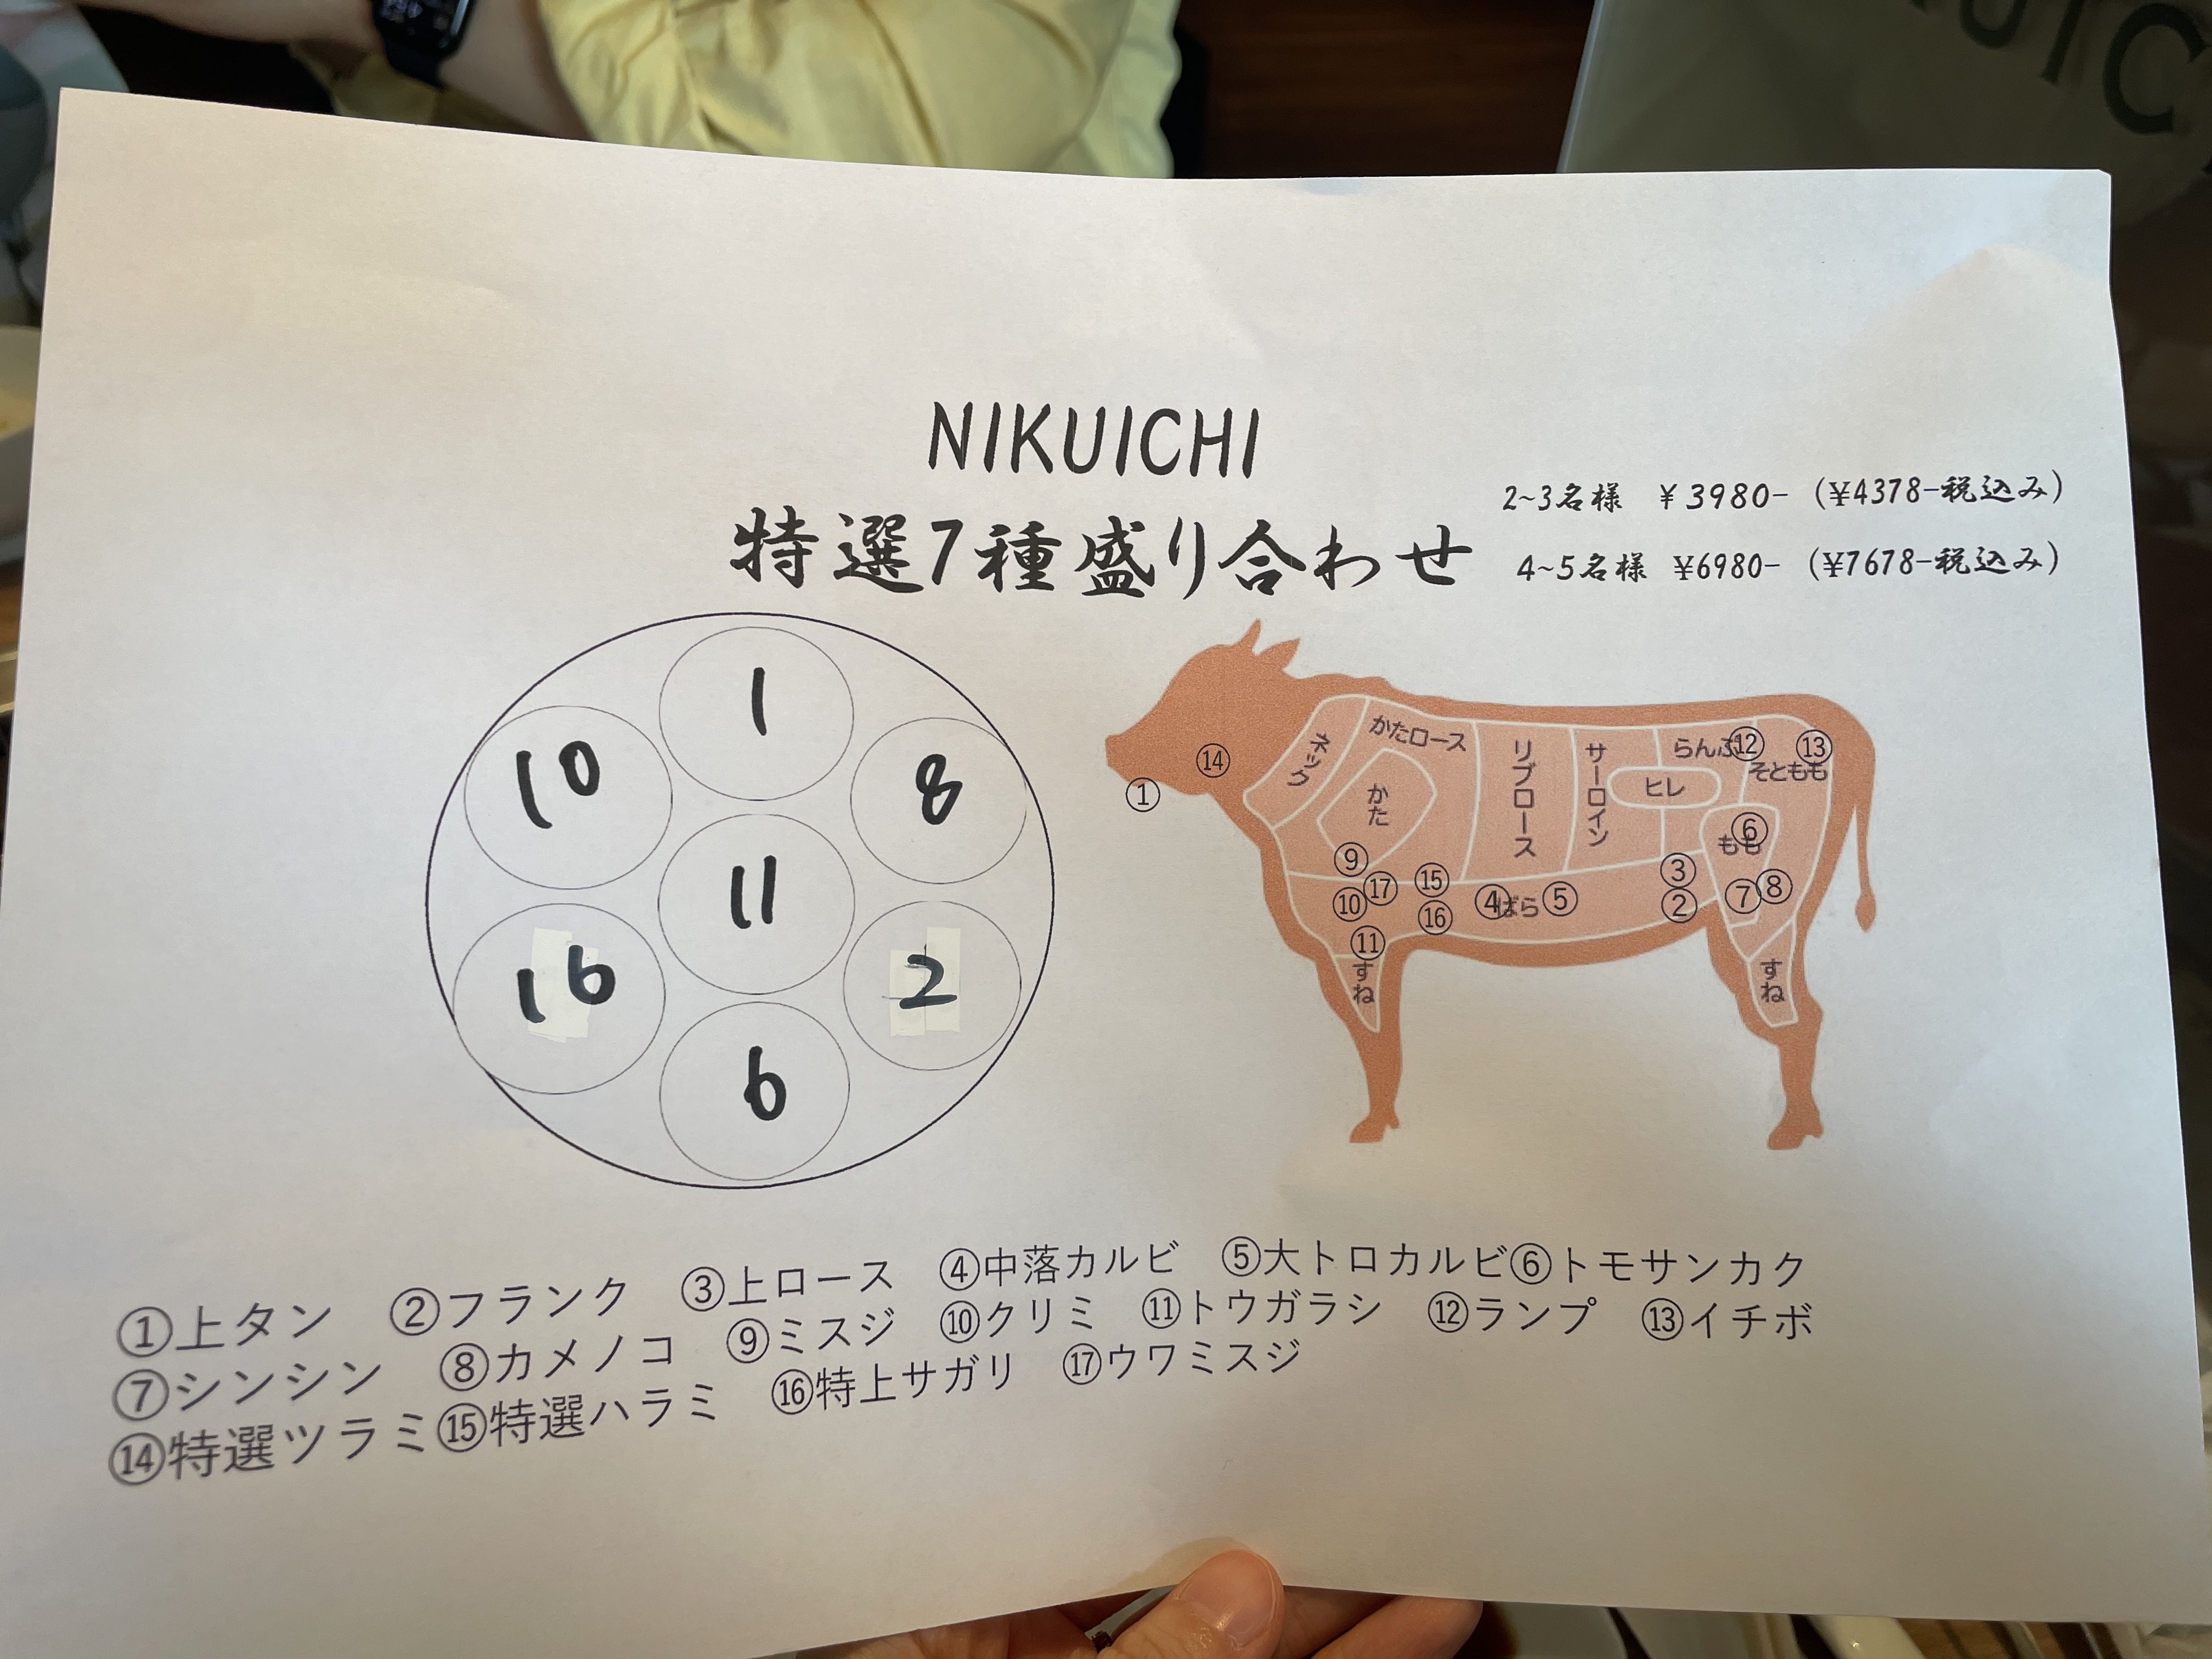 NIKUICHI
特選7種盛り合わせ
2~3名様 ¥3980- (¥4378-税込み)
4~5名様 ¥6980- (¥7678-税込み)
1
10
8
11
16
2
6
ネック
かたロース
かた
リブロース
サーロイン
ヒレ
そともも
もも
ばら
すね
すね
①
⑭
⑫
⑬
⑥
⑨
⑰
⑮
③
⑩
⑯
④
⑤
②
⑦
⑧
⑪
①上タン ②フランク ③上ロース ④中落カルビ ⑤大トロカルビ⑥トモサンカク
⑦シンシン ⑧カメノコ ⑨ミスジ ⑩クリミ ⑪トウガラシ ⑫ランプ ⑬イチボ
⑭特選ツラミ⑮特選ハラミ ⑯特上サガリ ⑰ウワミスジ